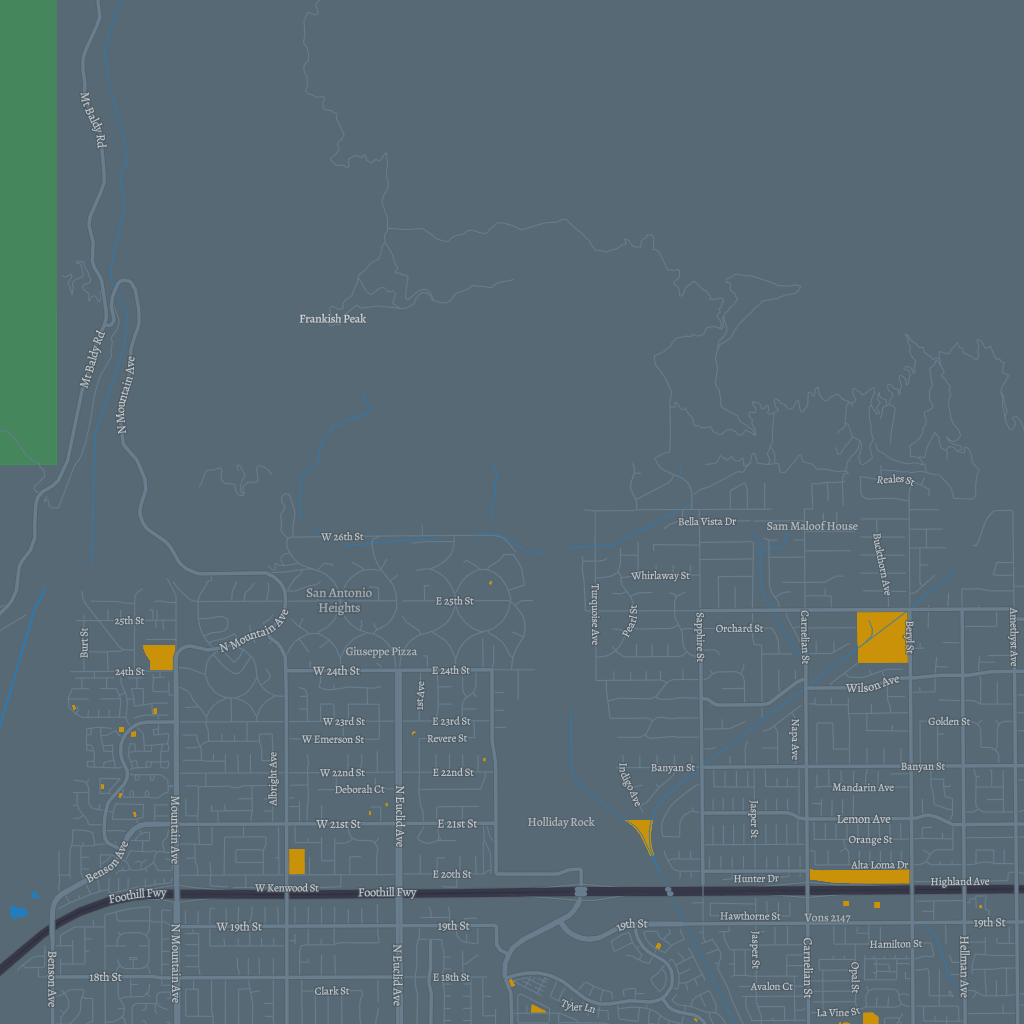 Mt Baldy Rd
Frankish Peak
Mt Baldy Rd
N Mountain Ave
Reales St
Bella Vista Dr
Sam Maloof House
W 26th St
Buckthorn Ave
Whirlaway St
San Antonio
Heights
E 25th St
Turquoise Ave
Pearl St
25th St
N Mountain Ave
Sapphire St
Orchard St
Carnelian St
Beryl St
Amethyst Ave
Burt St
Giuseppe Pizza
24th St
W 24th St
E 24th St
Wilson Ave
1st Ave
W 23rd St
E 23rd St
Golden St
W Emerson St
Revere St
Napa Ave
Albright Ave
W 22nd St
E 22nd St
Indigo Ave
Banyan St
Banyan St
Deborah Ct
Mandarin Ave
Mountain Ave
N Euclid Ave
W 21st St
E 21st St
Holliday Rock
Jasper St
Lemon Ave
Orange St
Benson Ave
Alta Loma Dr
E 20th St
Hunter Dr
Highland Ave
Foothill Fwy
W Kenwood St
Foothill Fwy
Hawthorne St
Vons 2147
W 19th St
19th St
19th St
19th St
Jasper St
Hamilton St
Benson Ave
N Mountain Ave
N Euclid Ave
Carnelian St
Opal St
Hellman Ave
18th St
E 18th St
Clark St
Avalon Ct
Tyler Ln
La Vine St